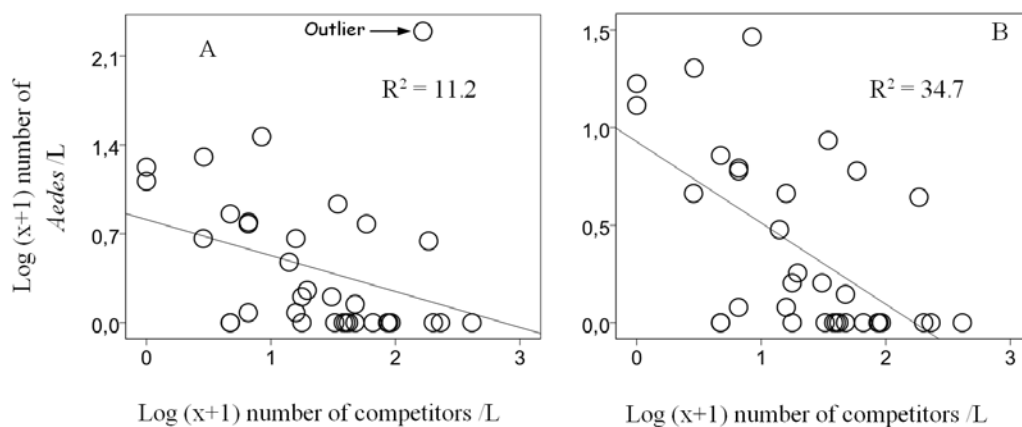 Outlier
A
R² = 11.2
2,1
1,4
0,7
0,0
0
1
2
3
Log (x+1) number of
Aedes /L
Log (x+1) number of competitors /L
B
R² = 34.7
1,5
1,0
0,5
0,0
0
1
2
3
Log (x+1) number of competitors /L